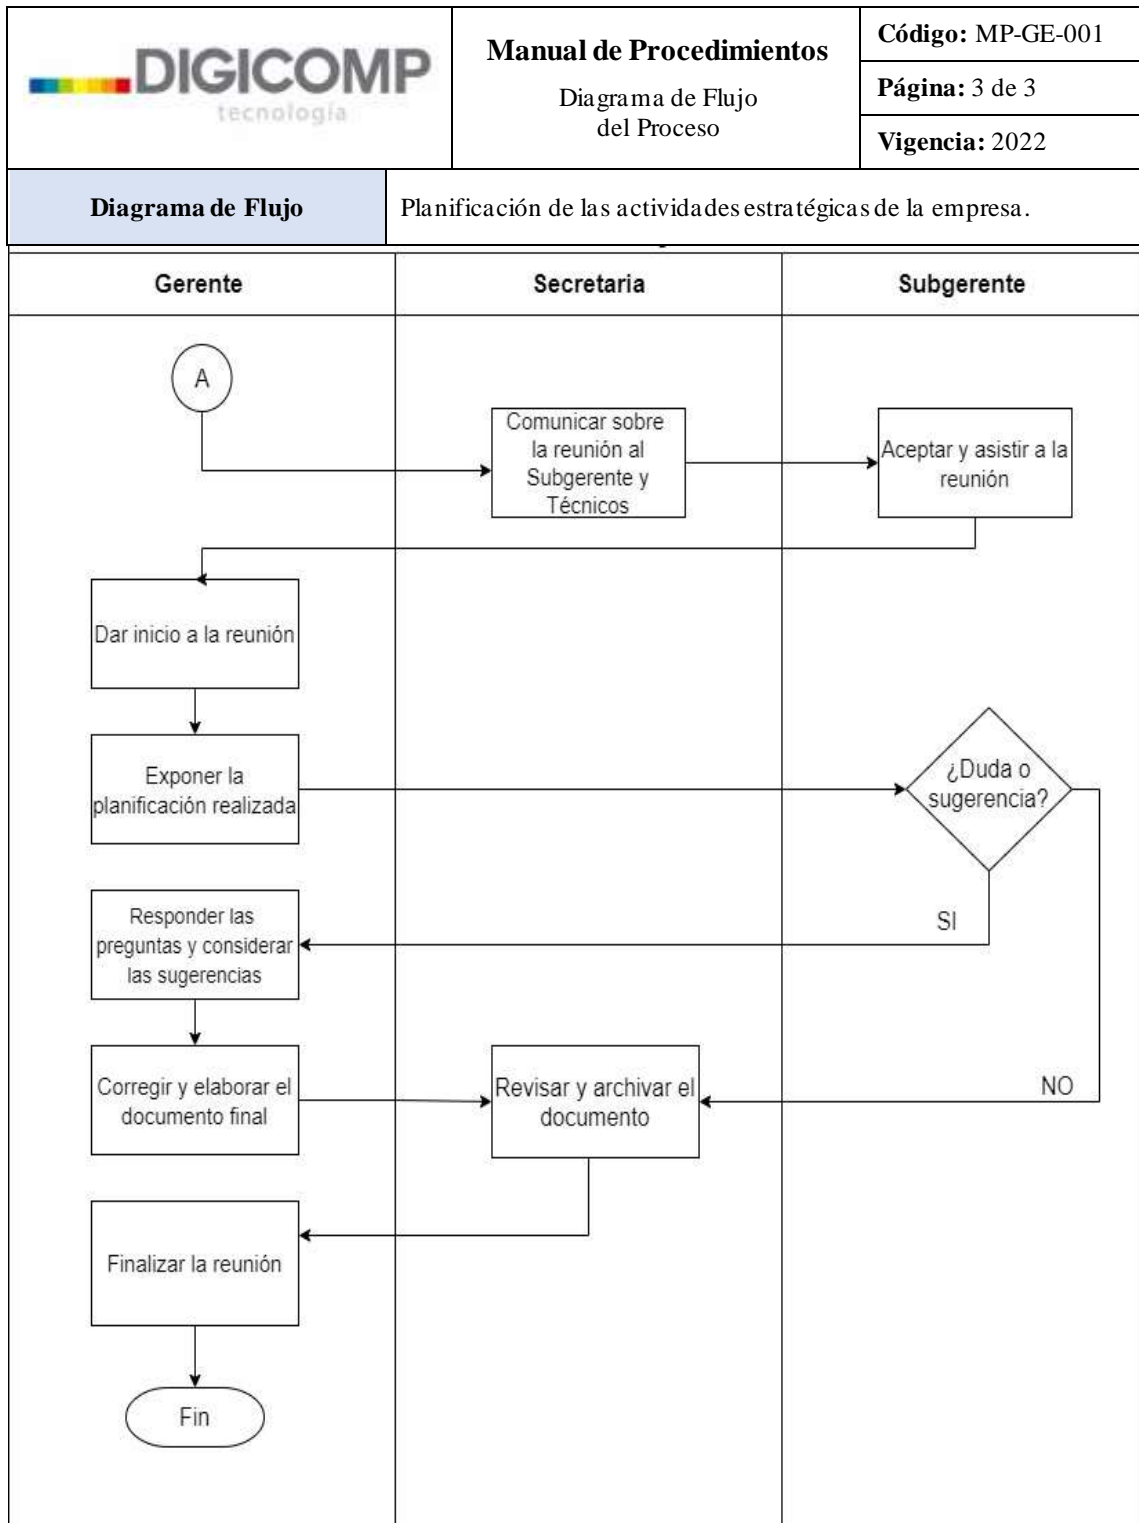 DIGICOMP
tecnología
Manual de Procedimientos
Diagrama de Flujo
del Proceso
Código: MP-GE-001
Página: 3 de 3
Vigencia: 2022
Diagrama de Flujo
Planificación de las actividades estratégicas de la empresa.
Gerente
Secretaria
Subgerente
A
Comunicar sobre
la reunión al
Subgerente y
Técnicos
Aceptar y asistir a la
reunión
Dar inicio a la reunión
Exponer la
planificación realizada
¿Duda o
sugerencia?
Responder las
preguntas y considerar
las sugerencias
SI
Corregir y elaborar el
documento final
Revisar y archivar el
documento
NO
Finalizar la reunión
Fin